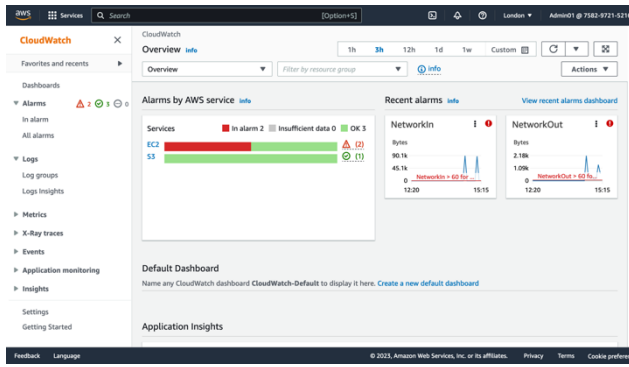 aws Services Search [Option+S] London ▼ Admin01 @ 7582-9721-5216
CloudWatch ×
Favorites and recents ▶
Dashboards
▼ Alarms 2 3 0
In alarm
All alarms
▼ Logs
Log groups
Logs Insights
▶ Metrics
▶ X-Ray traces
▶ Events
▶ Application monitoring
▶ Insights
Settings
Getting Started
CloudWatch
Overview info
1h 3h 12h 1d 1w Custom
Overview ▼ Filter by resource group ▼ info Actions ▼
Alarms by AWS service info
Services In alarm 2 Insufficient data 0 OK 3
EC2 (2)
S3 (1)
Recent alarms info View recent alarms dashboard
NetworkIn
Bytes
90.1k
45.1k
0
NetworkIn > 60 for ...
12:20 15:15
NetworkOut
Bytes
2.18k
1.09k
0
NetworkOut > 60 fo...
12:20 15:15
Default Dashboard
Name any CloudWatch dashboard CloudWatch-Default to display it here. Create a new default dashboard
Application Insights
Feedback Language © 2023, Amazon Web Services, Inc. or its affiliates. Privacy Terms Cookie prefere